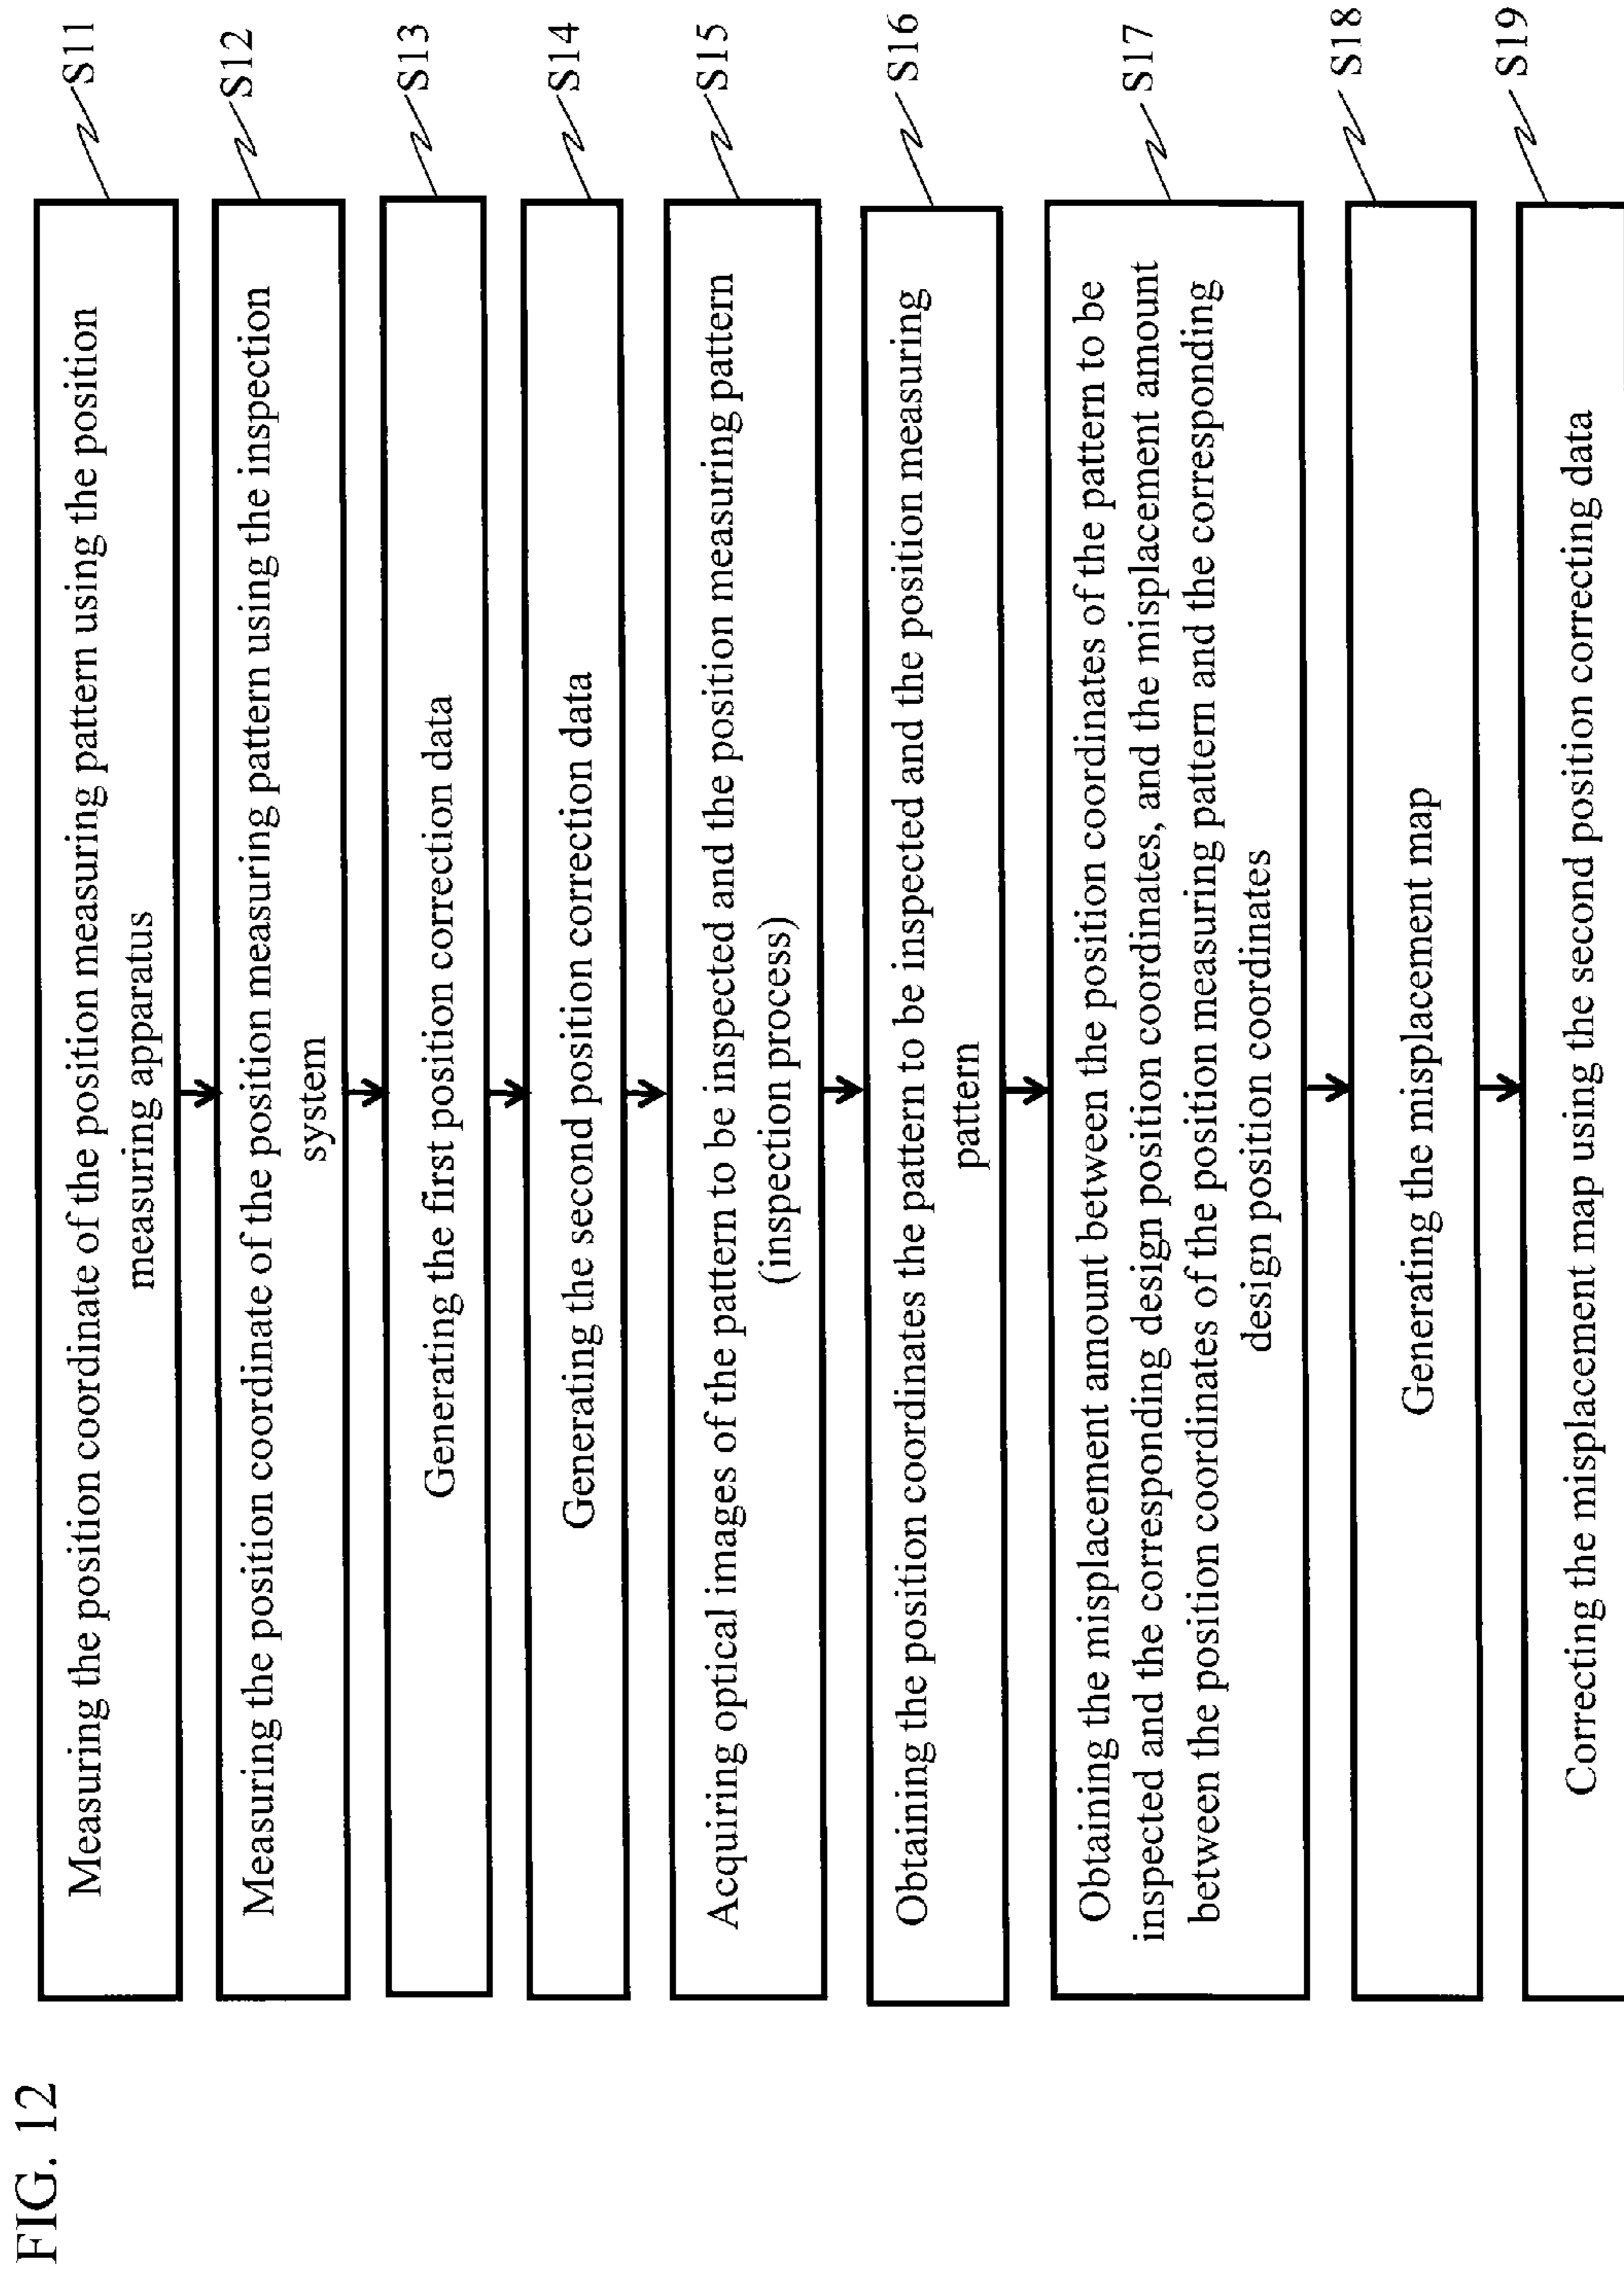 FIG. 12
Measuring the position coordinate of the position measuring pattern using the position
measuring apparatus
S11
Measuring the position coordinate of the position measuring pattern using the inspection
system
S12
Generating the first position correction data
S13
Generating the second position correction data
S14
Acquiring optical images of the pattern to be inspected and the position measuring pattern
(inspection process)
S15
Obtaining the position coordinates the pattern to be inspected and the position measuring
pattern
S16
Obtaining the misplacement amount between the position coordinates of the pattern to be
inspected and the corresponding design position coordinates, and the misplacement amount
between the position coordinates of the position measuring pattern and the corresponding
design position coordinates
S17
Generating the misplacement map
S18
Correcting the misplacement map using the second position correcting data
S19